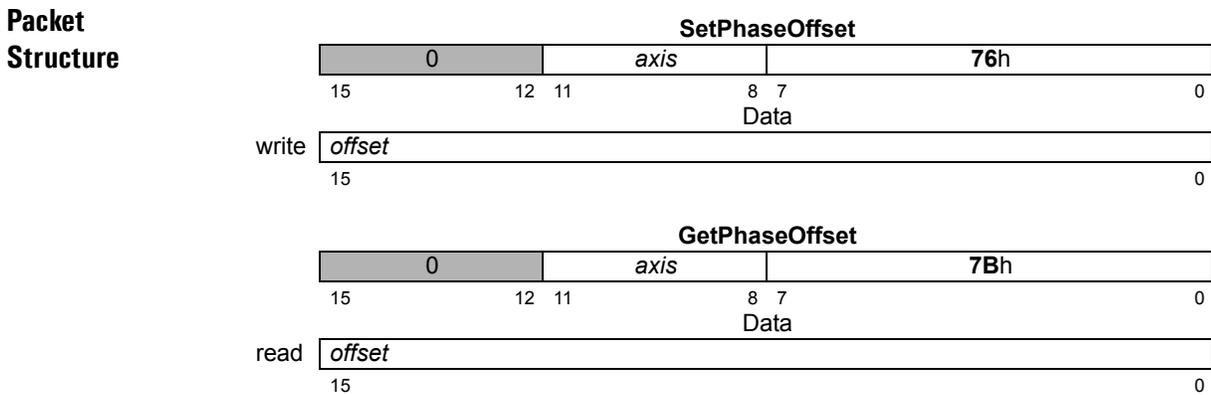 Packet
Structure
SetPhaseOffset
0 axis 76h
15 12 11 8 7 0
Data
write offset
15 0
GetPhaseOffset
0 axis 7Bh
15 12 11 8 7 0
Data
read offset
15 0